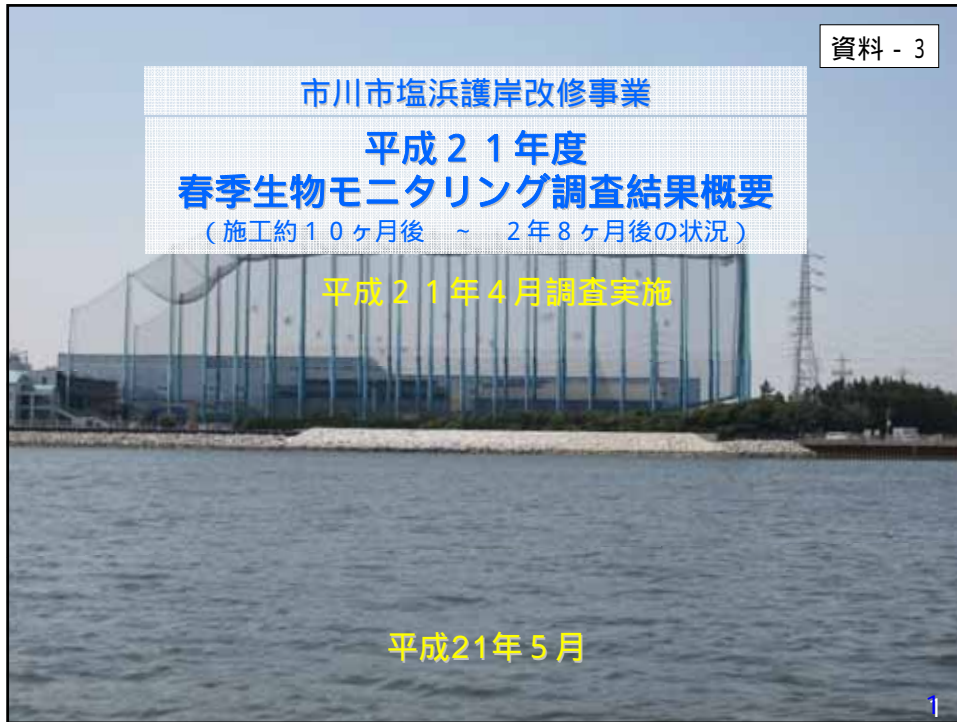 資料－3
市川市塩浜護岸改修事業
平成２１年度
春季生物モニタリング調査結果概要
（施工約１０ヶ月後　～　２年８ヶ月後の状況）
平成２１年４月調査実施
平成21年５月
1